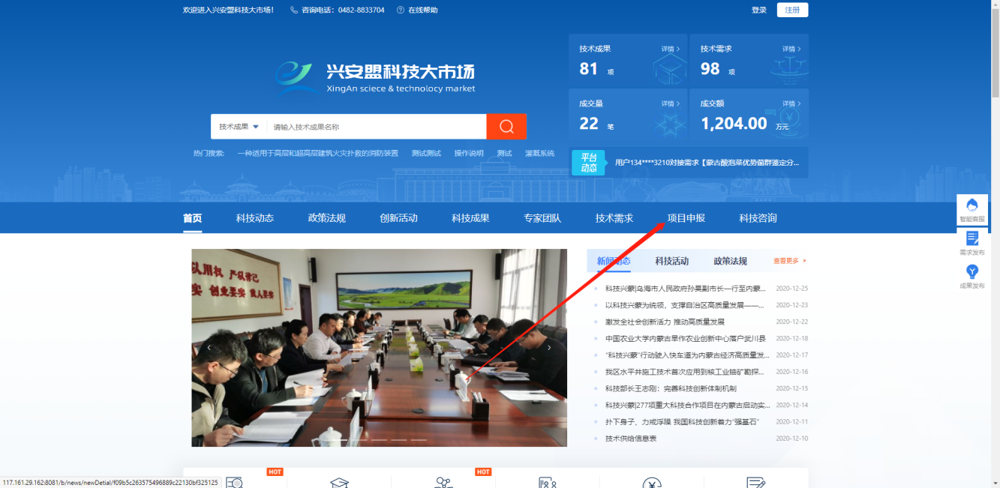 欢迎进入兴安盟科技大市场!
咨询电话: 0482-8833704
在线帮助
登录
注册
兴安盟科技大市场
XingAn sciece & technolocy market
技术成果
请输入技术成果名称
热门搜索: 一种适用于高层和超高层建筑火灾扑救的消防装置 测试测试 操作说明 测试 灌溉系统
技术成果 详情 >
81 项
技术需求 详情 >
98 项
成交量 详情 >
22 笔
成交额 详情 >
1,204.00 万元
平台
动态
用户134****3210对接需求【蒙古酸泡菜优势菌群鉴定分...
首页 科技动态 政策法规 创新活动 科技成果 专家团队 技术需求 项目申报 科技咨询
智能客服
需求发布
成果发布
认用权 严以律己
实 创业要实 做人要实
新闻动态 科技活动 政策法规 查看更多
科技兴蒙|乌海市人民政府孙昊副市长一行至内蒙... 2020-12-25
以科技兴蒙为统领，支撑自治区高质量发展——... 2020-12-23
激发全社会创新活力 推动高质量发展 2020-12-22
中国农业大学内蒙古旱作农业创新中心落户武川县 2020-12-18
“科技兴蒙”行动驶入快车道为内蒙古经济高质量发... 2020-12-17
我区水平井施工技术首次应用到核工业铀矿勘探... 2020-12-16
科技部长王志刚：完善科技创新体制机制 2020-12-15
科技兴蒙|277项重大科技合作项目在内蒙古启动实... 2020-12-14
扑下身子、力戒浮躁 我国科技创新着力“强基石” 2020-12-11
技术供给信息表 2020-12-10
HOT
HOT
117.161.29.162:8081/b/news/newDetial/f09b5c263575496889c22130bf325125